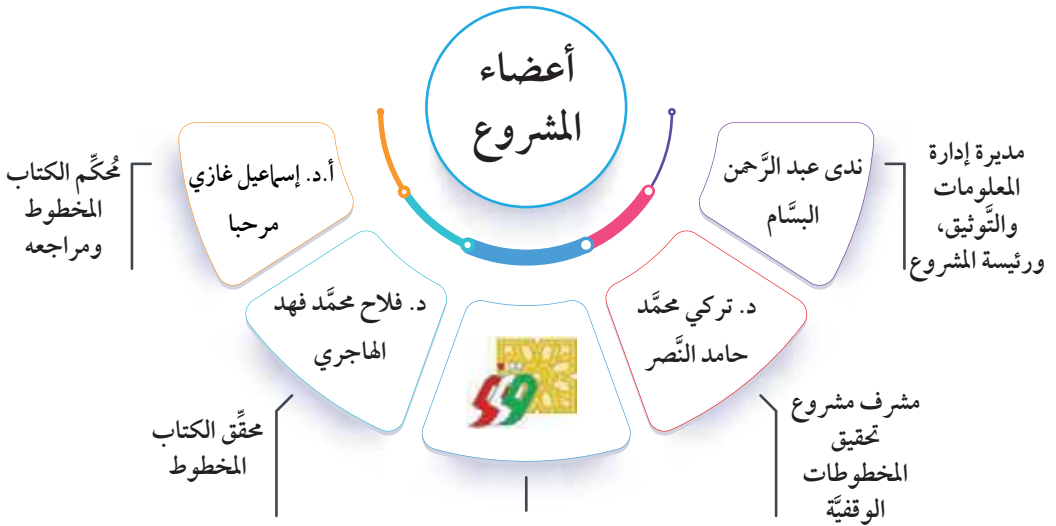 أعضاء
المشروع
ندى عبد الرَّحمن
البسَّام
مديرة إدارة
المعلومات
والتَّوثيق،
ورئيسة المشروع
د. تركي محمَّد
حامد النَّصر
مشرف مشروع
تحقيق
المخطوطات
الوقفيَّة
د. فلاح محمَّد فهد
الهاجري
محقِّق الكتاب
المخطوط
أ.د. إسماعيل غازي
مرحبا
مُحكِّم الكتاب
المخطوط
ومراجعه